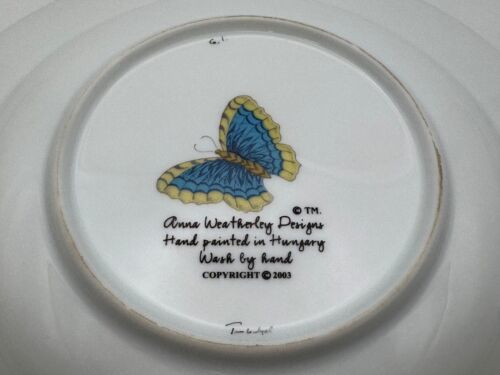 © TM.
Anna Weatherley Designs
Hand painted in Hungary
Wash by hand
COPYRIGHT © 2003